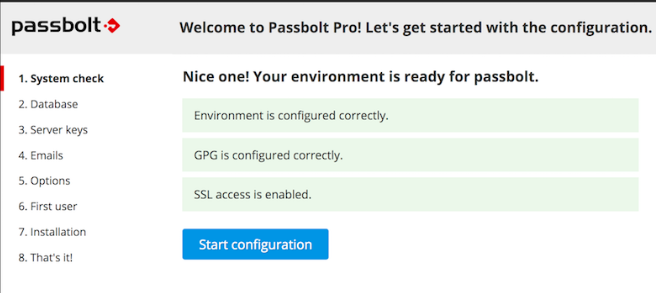 passbolt
Welcome to Passbolt Pro! Let's get started with the configuration.
1. System check
2. Database
3. Server keys
4. Emails
5. Options
6. First user
7. Installation
8. That's it!
Nice one! Your environment is ready for passbolt.
Environment is configured correctly.
GPG is configured correctly.
SSL access is enabled.
Start configuration